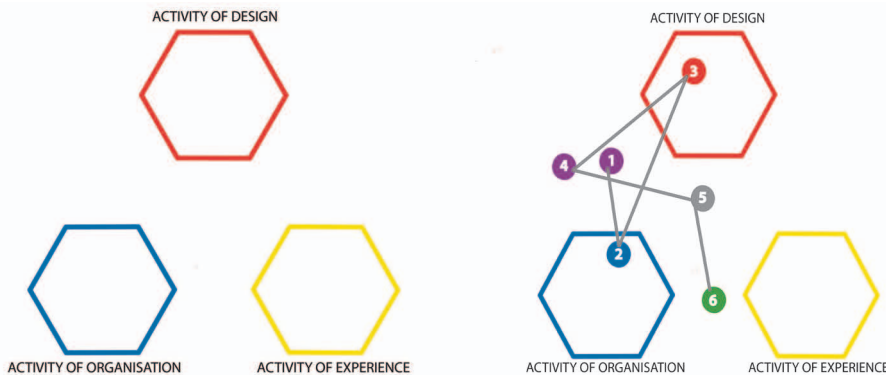 ACTIVITY OF DESIGN
ACTIVITY OF ORGANISATION
ACTIVITY OF EXPERIENCE
ACTIVITY OF DESIGN
3
4
1
5
2
6
ACTIVITY OF ORGANISATION
ACTIVITY OF EXPERIENCE